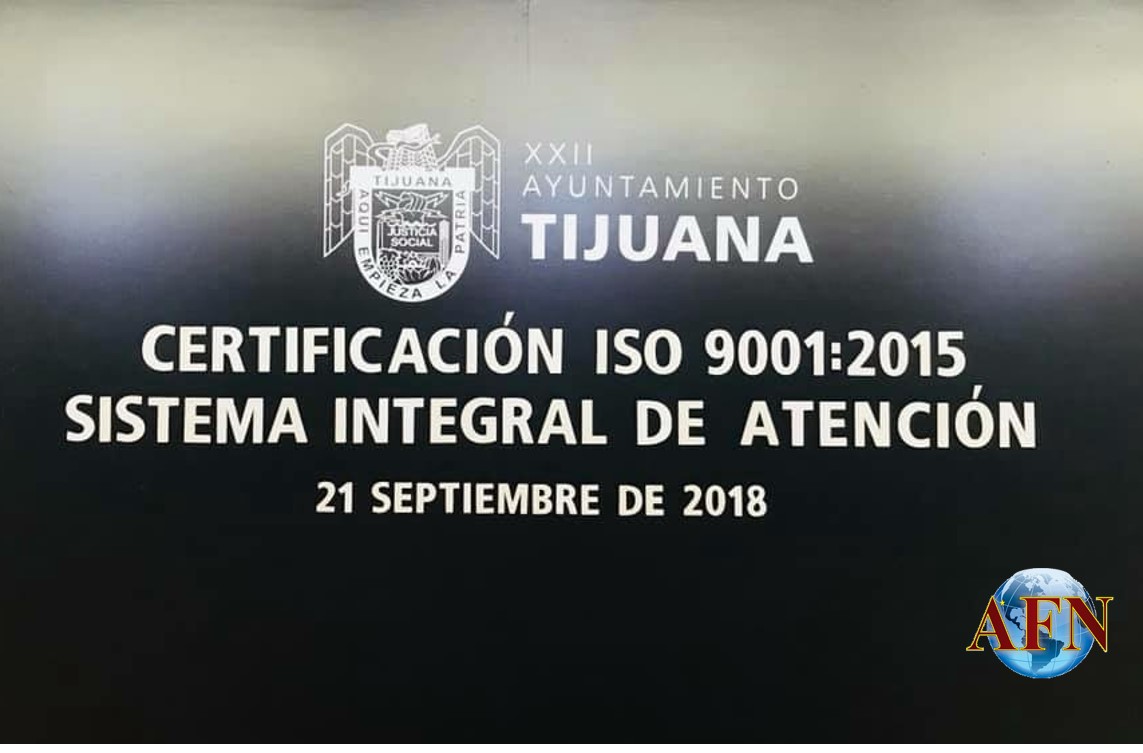 XXII
AYUNTAMIENTO
TIJUANA
TIJUANA
AQUI EMPIEZA LA PATRIA
JUSTICIA
SOCIAL
CERTIFICACIÓN ISO 9001:2015
SISTEMA INTEGRAL DE ATENCIÓN
21 SEPTIEMBRE DE 2018
AFN